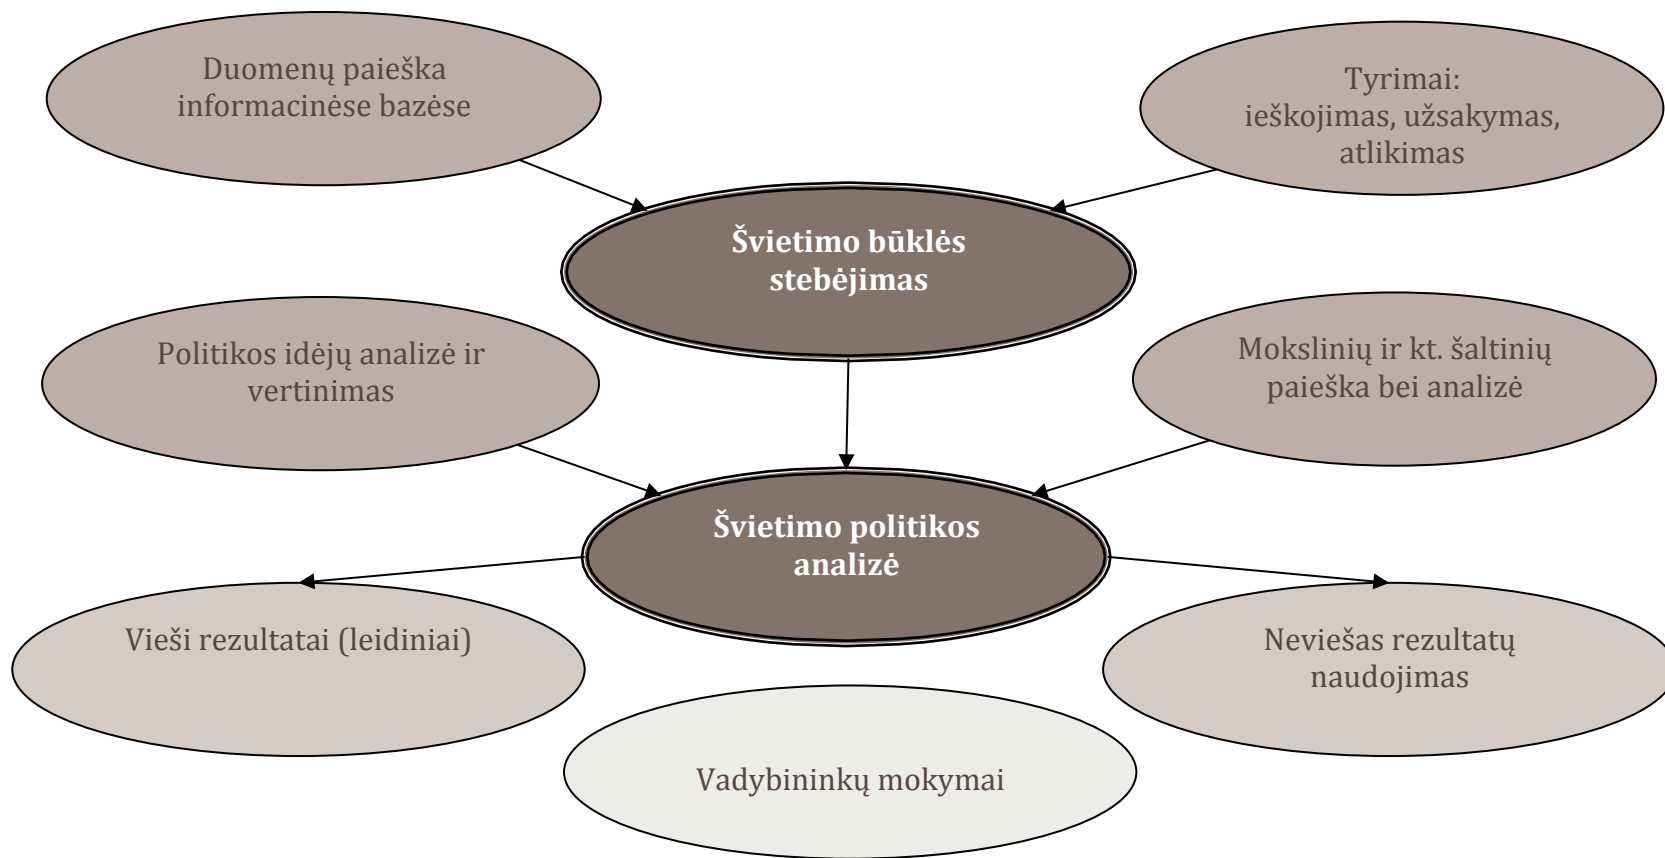 Duomenų paieška
informacinėse bazėse
Tyrimai:
ieškojimas, užsakymas,
atlikimas
Švietimo būklės
stebėjimas
Politikos idėjų analizė ir
vertinimas
Mokslinių ir kt. šaltinių
paieška bei analizė
Švietimo politikos
analizė
Vieši rezultatai (leidiniai)
Neviešas rezultatų
naudojimas
Vadybininkų mokymai